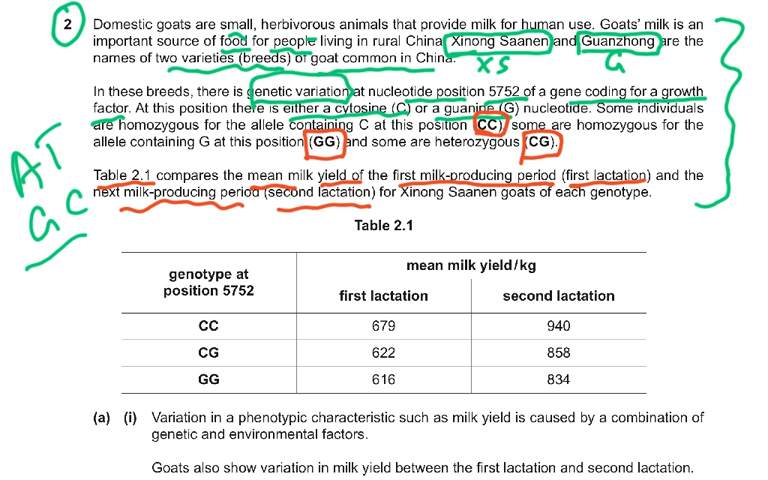 2 Domestic goats are small, herbivorous animals that provide milk for human use. Goats' milk is an
important source of food for people living in rural China. Xinong Saanen and Guanzhong are the
names of two varieties (breeds) of goat common in China.
XS G
In these breeds, there is genetic variation at nucleotide position 5752 of a gene coding for a growth
factor. At this position there is either a cytosine (C) or a guanine (G) nucleotide. Some individuals
are homozygous for the allele containing C at this position (CC), some are homozygous for the
allele containing G at this position (GG) and some are heterozygous (CG).
AT
GC
Table 2.1 compares the mean milk yield of the first milk-producing period (first lactation) and the
next milk-producing period (second lactation) for Xinong Saanen goats of each genotype.
Table 2.1
genotype at position 5752
mean milk yield/kg
first lactation second lactation
CC 679 940
CG 622 858
GG 616 834
(a) (i) Variation in a phenotypic characteristic such as milk yield is caused by a combination of
genetic and environmental factors.
Goats also show variation in milk yield between the first lactation and second lactation.